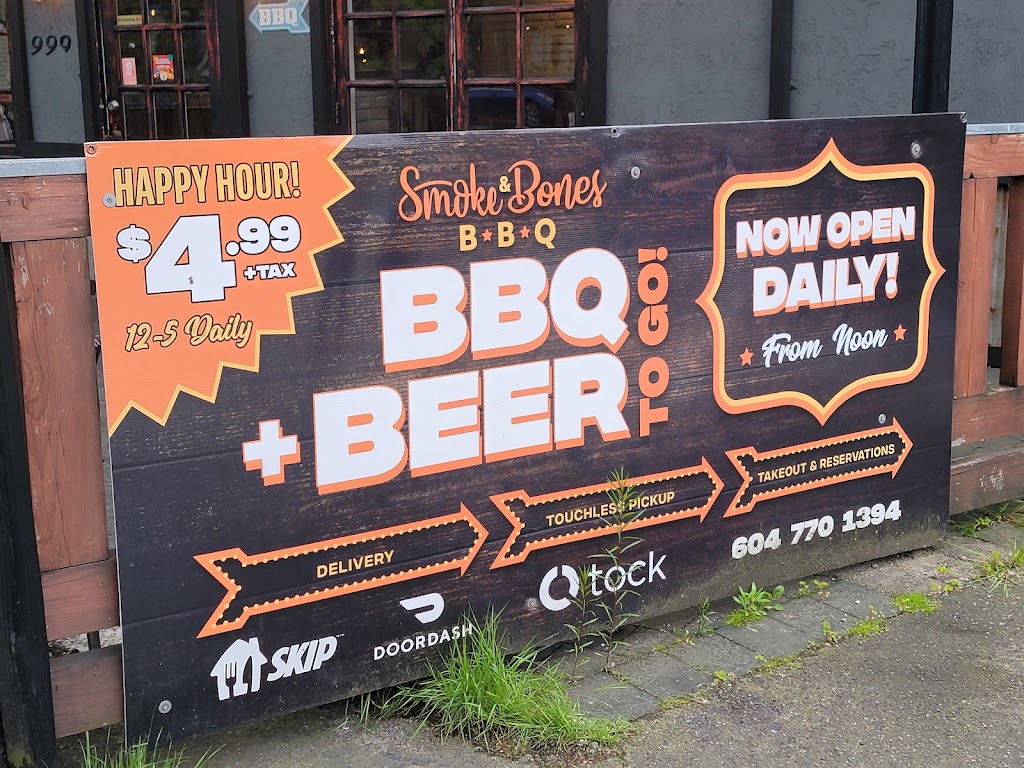 999
BBQ
HAPPY HOUR!
$4.99
+TAX
12-5 Daily
Smoke & Bones
B★B★Q
BBQ
+BEER
TO GO!
NOW OPEN
DAILY!
★ From Noon ★
DELIVERY
TOUCHLESS PICKUP
TAKEOUT & RESERVATIONS
SKIP
DOORDASH
tock
604 770 1394